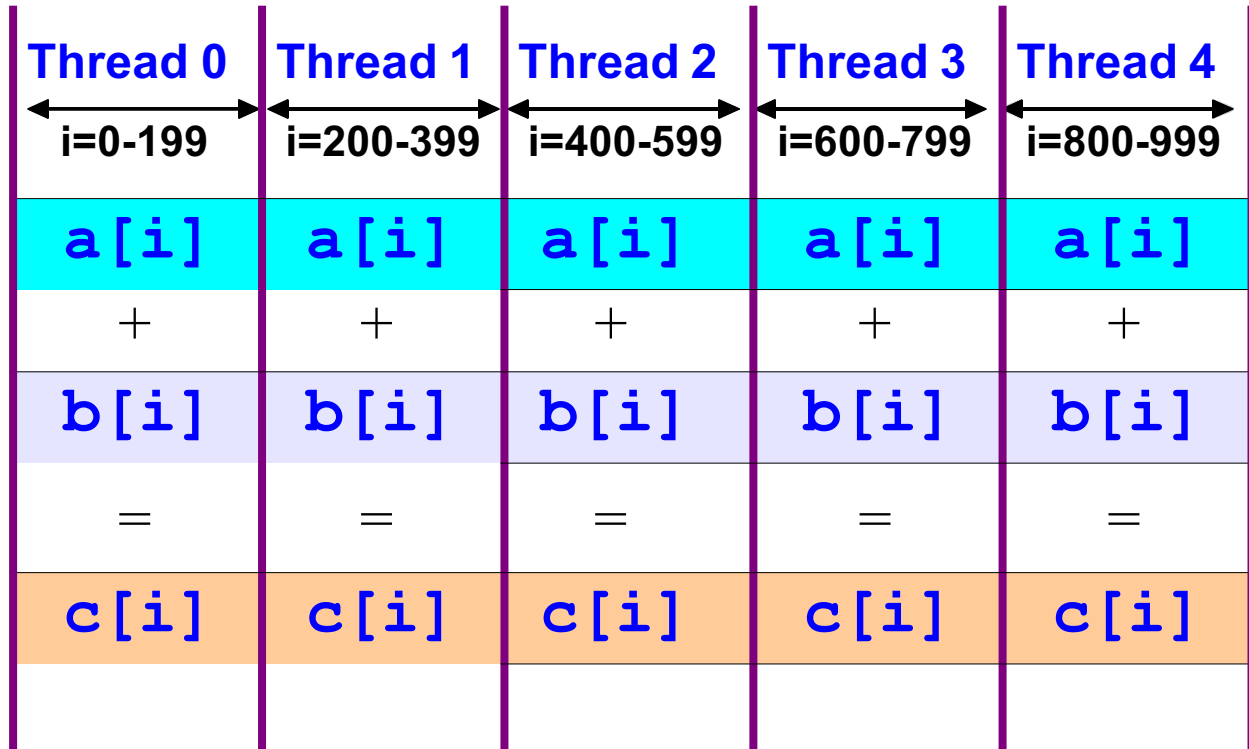 Thread 0 Thread 1 Thread 2 Thread 3 Thread 4
i=0-199 i=200-399 i=400-599 i=600-799 i=800-999
a[i] a[i] a[i] a[i] a[i]
+ + + + +
b[i] b[i] b[i] b[i] b[i]
= = = = =
c[i] c[i] c[i] c[i] c[i]